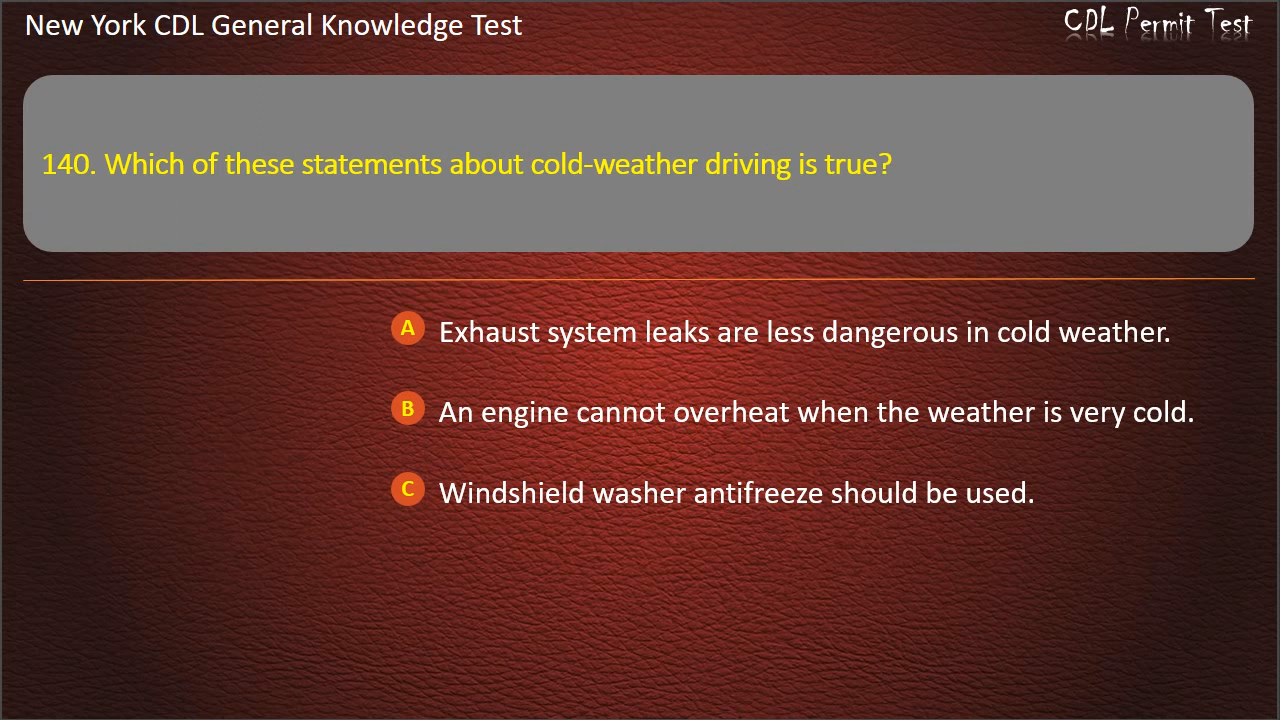 New York CDL General Knowledge Test
CDL Permit Test
140. Which of these statements about cold-weather driving is true?
A Exhaust system leaks are less dangerous in cold weather.
B An engine cannot overheat when the weather is very cold.
C Windshield washer antifreeze should be used.